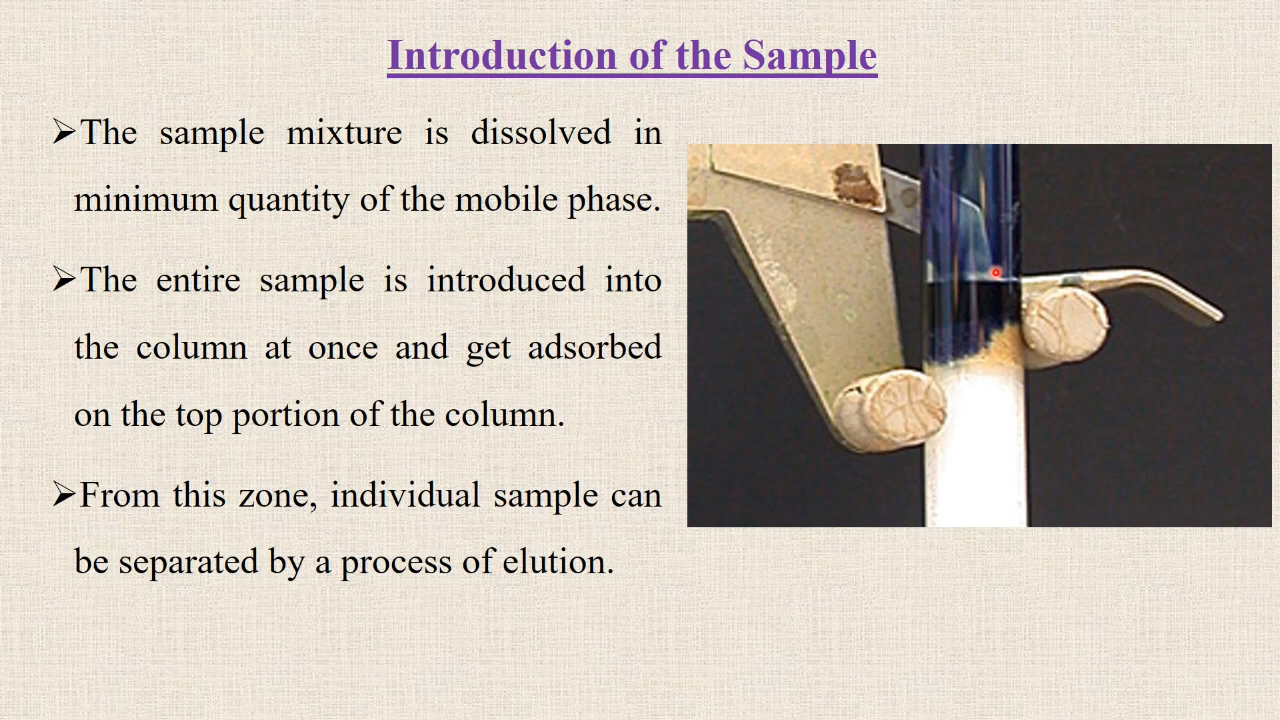 Introduction of the Sample
➢The sample mixture is dissolved in
minimum quantity of the mobile phase.
➢The entire sample is introduced into
the column at once and get adsorbed
on the top portion of the column.
➢From this zone, individual sample can
be separated by a process of elution.